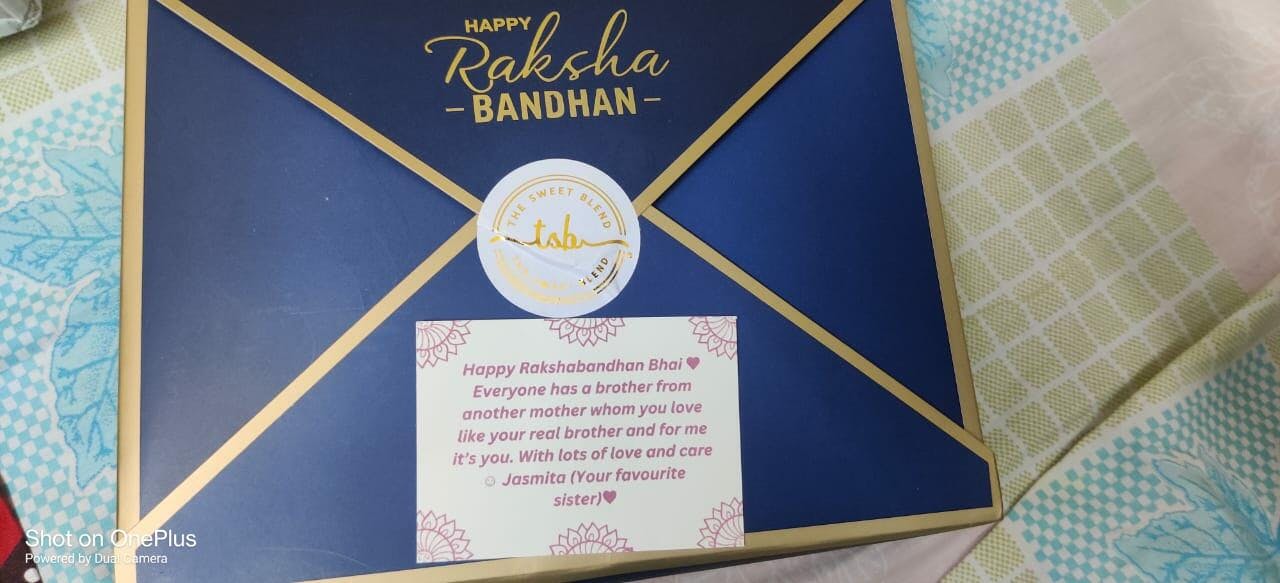 HAPPY
Raksha
- BANDHAN -
THE SWEET BLEND
tsb
BLEND
Happy Rakshabandhan Bhai ♥
Everyone has a brother from
another mother whom you love
like your real brother and for me
it's you. With lots of love and care
☺ Jasmita (Your favourite
sister)♥
Shot on OnePlus
Powered by Dual Camera